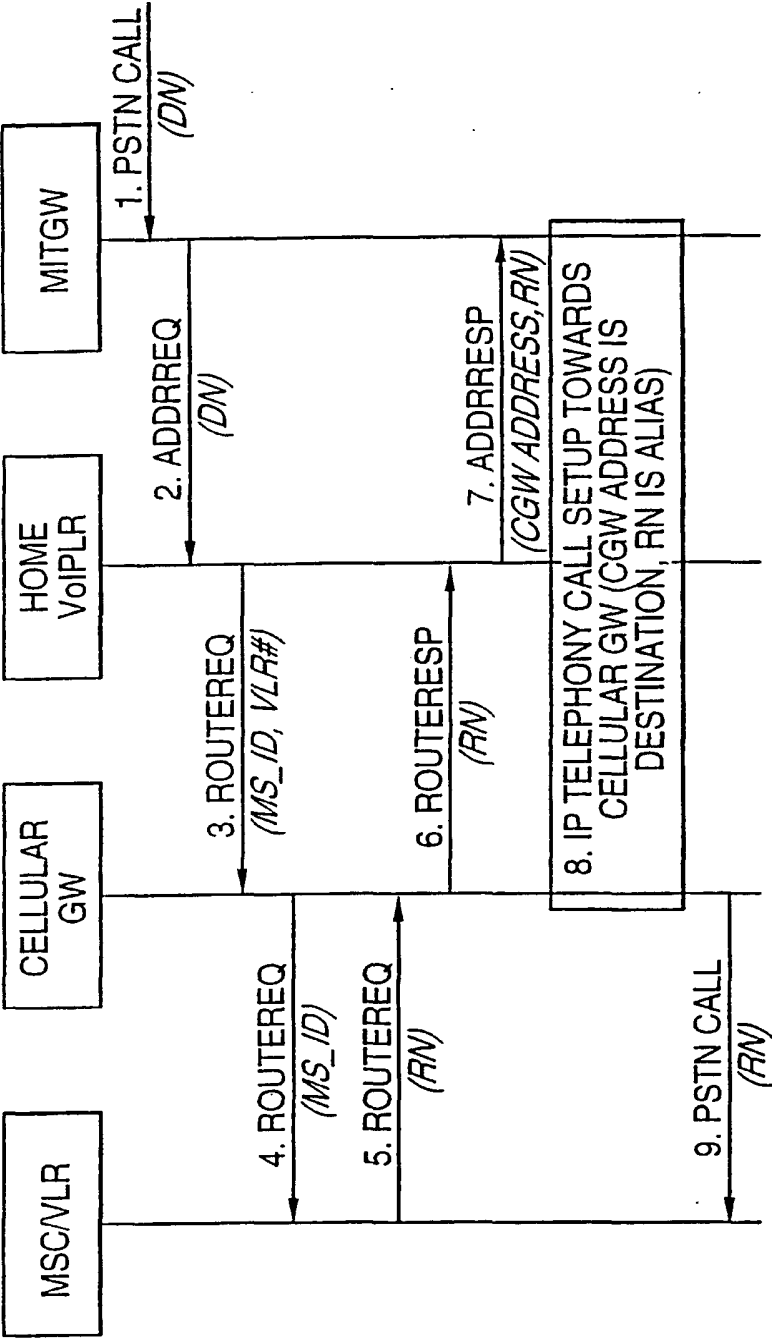 MSC/VLR
CELLULAR
GW
HOME
VoIPLR
MITGW
1. PSTN CALL
(DN)
2. ADDRREQ
(DN)
3. ROUTEREQ
(MS_ID, VLR#)
4. ROUTEREQ
(MS_ID)
5. ROUTEREQ
(RN)
6. ROUTERESP
(RN)
7. ADDRRESP
(CGW ADDRESS,RN)
8. IP TELEPHONY CALL SETUP TOWARDS
CELLULAR GW (CGW ADDRESS IS
DESTINATION, RN IS ALIAS)
9. PSTN CALL
(RN)